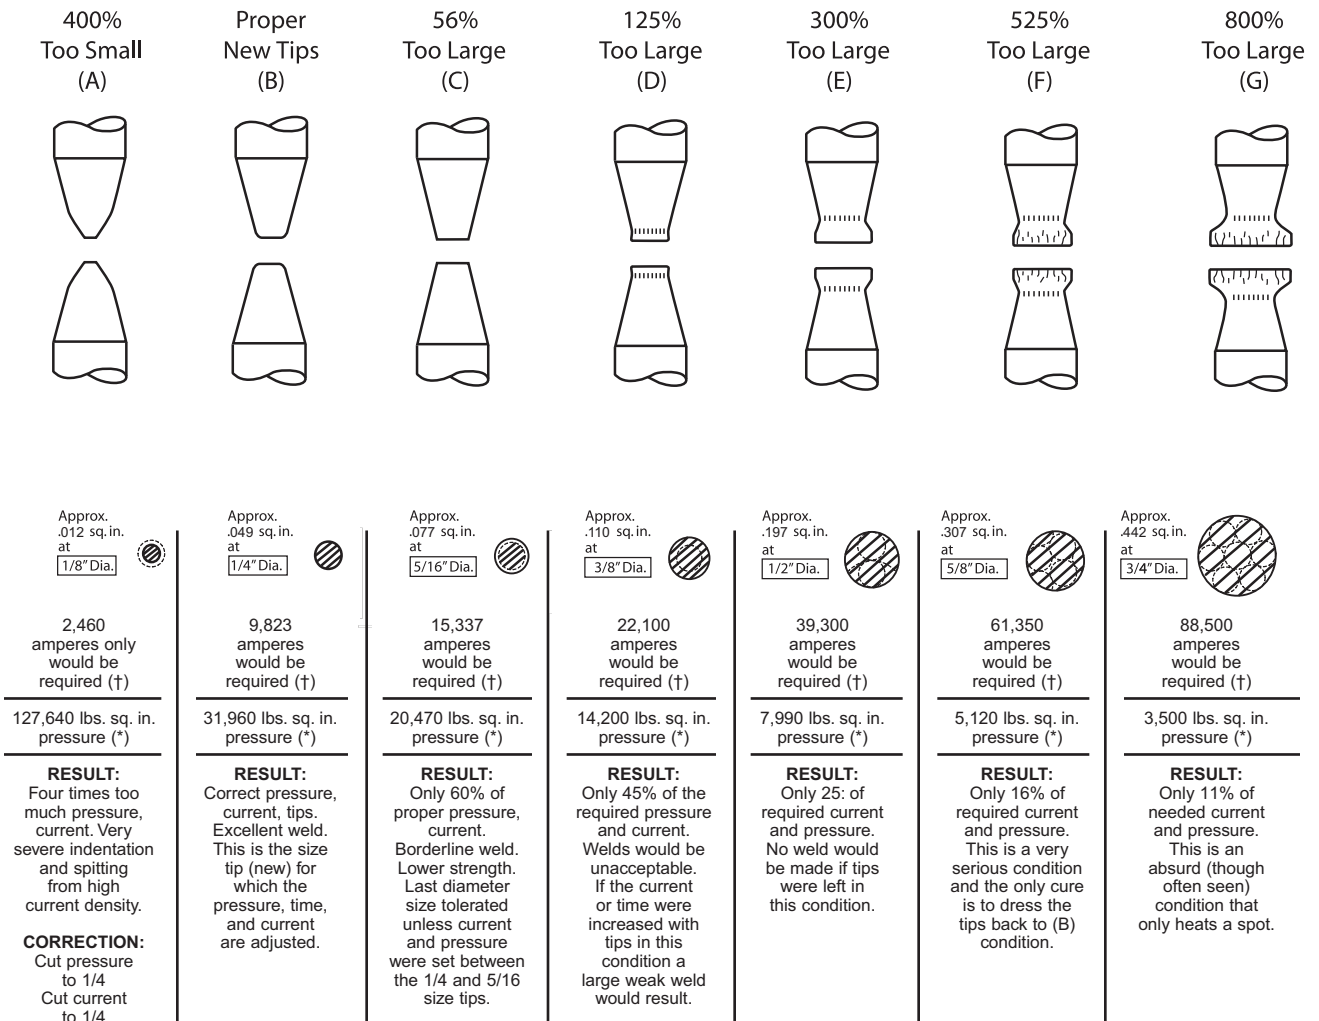 400%
Too Small
(A)
Proper
New Tips
(B)
56%
Too Large
(C)
125%
Too Large
(D)
300%
Too Large
(E)
525%
Too Large
(F)
800%
Too Large
(G)
Approx.
.012 sq. in.
at
1/8" Dia.
Approx.
.049 sq. in.
at
1/4" Dia.
Approx.
.077 sq. in.
at
5/16" Dia.
Approx.
.110 sq. in.
at
3/8" Dia.
Approx.
.197 sq. in.
at
1/2" Dia.
Approx.
.307 sq. in.
at
5/8" Dia.
Approx.
.442 sq. in.
at
3/4" Dia.
2,460
amperes only
would be
required (†)
9,823
amperes
would be
required (†)
15,337
amperes
would be
required (†)
22,100
amperes
would be
required (†)
39,300
amperes
would be
required (†)
61,350
amperes
would be
required (†)
88,500
amperes
would be
required (†)
127,640 lbs. sq. in.
pressure (*)
31,960 lbs. sq. in.
pressure (*)
20,470 lbs. sq. in.
pressure (*)
14,200 lbs. sq. in.
pressure (*)
7,990 lbs. sq. in.
pressure (*)
5,120 lbs. sq. in.
pressure (*)
3,500 lbs. sq. in.
pressure (*)
RESULT:
Four times too
much pressure,
current. Very
severe indentation
and spitting
from high
current density.
CORRECTION:
Cut pressure
to 1/4
Cut current
to 1/4
RESULT:
Correct pressure,
current, tips.
Excellent weld.
This is the size
tip (new) for
which the
pressure, time,
and current
are adjusted.
RESULT:
Only 60% of
proper pressure,
current.
Borderline weld.
Lower strength.
Last diameter
size tolerated
unless current
and pressure
were set between
the 1/4 and 5/16
size tips.
RESULT:
Only 45% of the
required pressure
and current.
Welds would be
unacceptable.
If the current
or time were
increased with
tips in this
condition a
large weak weld
would result.
RESULT:
Only 25: of
required current
and pressure.
No weld would
be made if tips
were left in
this condition.
RESULT:
Only 16% of
required current
and pressure.
This is a very
serious condition
and the only cure
is to dress the
tips back to (B)
condition.
RESULT:
Only 11% of
needed current
and pressure.
This is an
absurd (though
often seen)
condition that
only heats a spot.